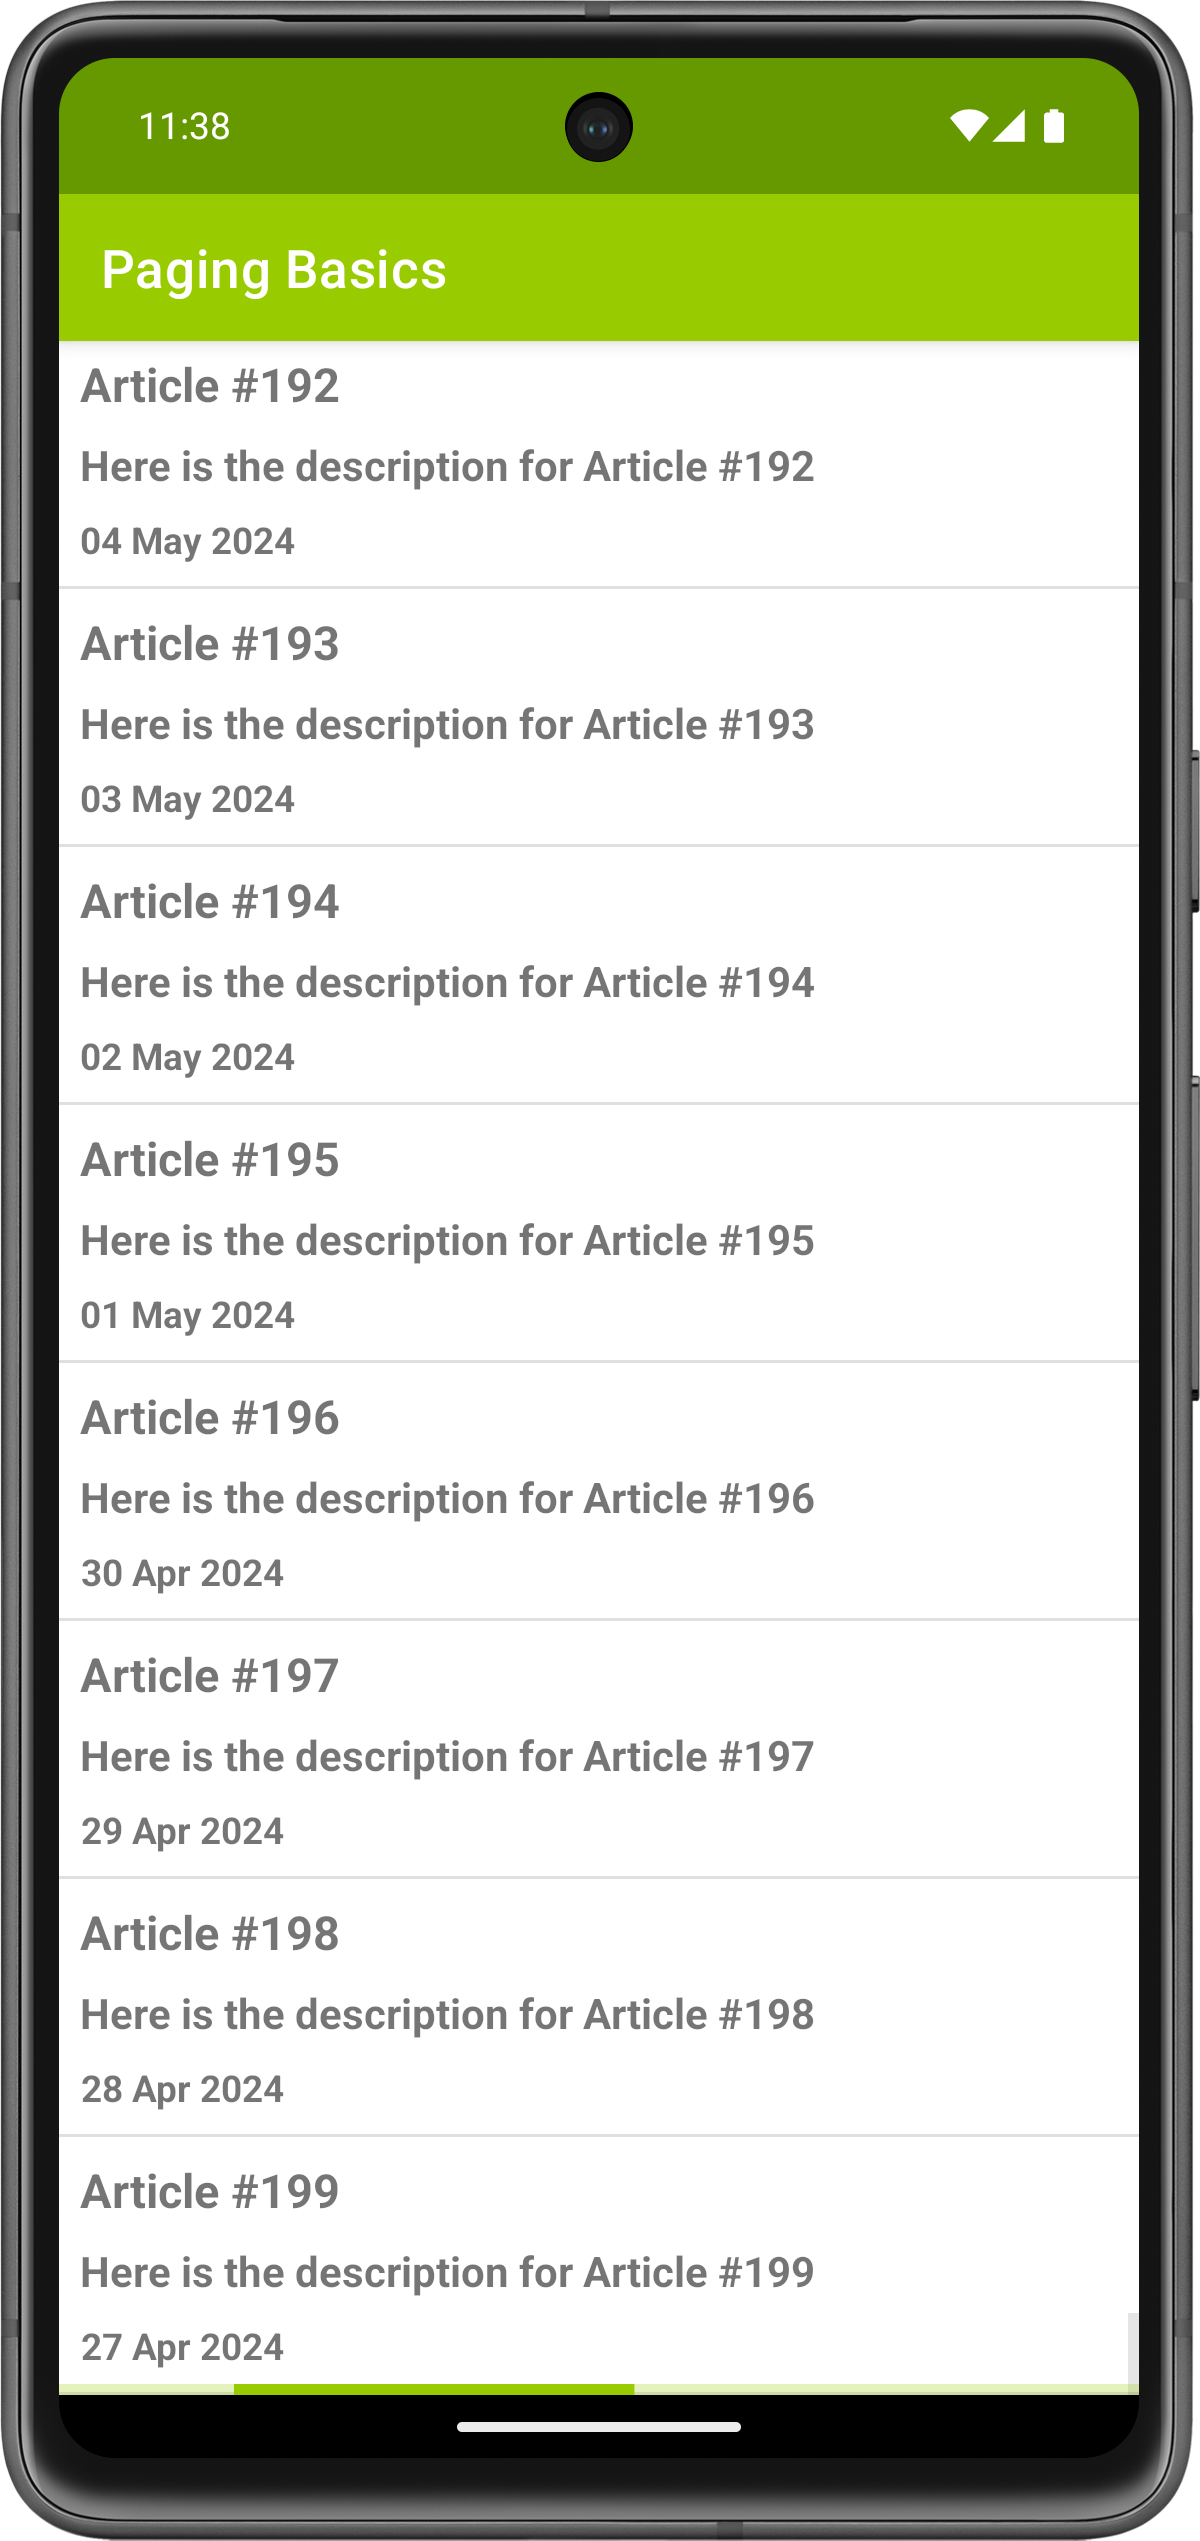 11:38
Paging Basics
Article #192
Here is the description for Article #192
04 May 2024
Article #193
Here is the description for Article #193
03 May 2024
Article #194
Here is the description for Article #194
02 May 2024
Article #195
Here is the description for Article #195
01 May 2024
Article #196
Here is the description for Article #196
30 Apr 2024
Article #197
Here is the description for Article #197
29 Apr 2024
Article #198
Here is the description for Article #198
28 Apr 2024
Article #199
Here is the description for Article #199
27 Apr 2024